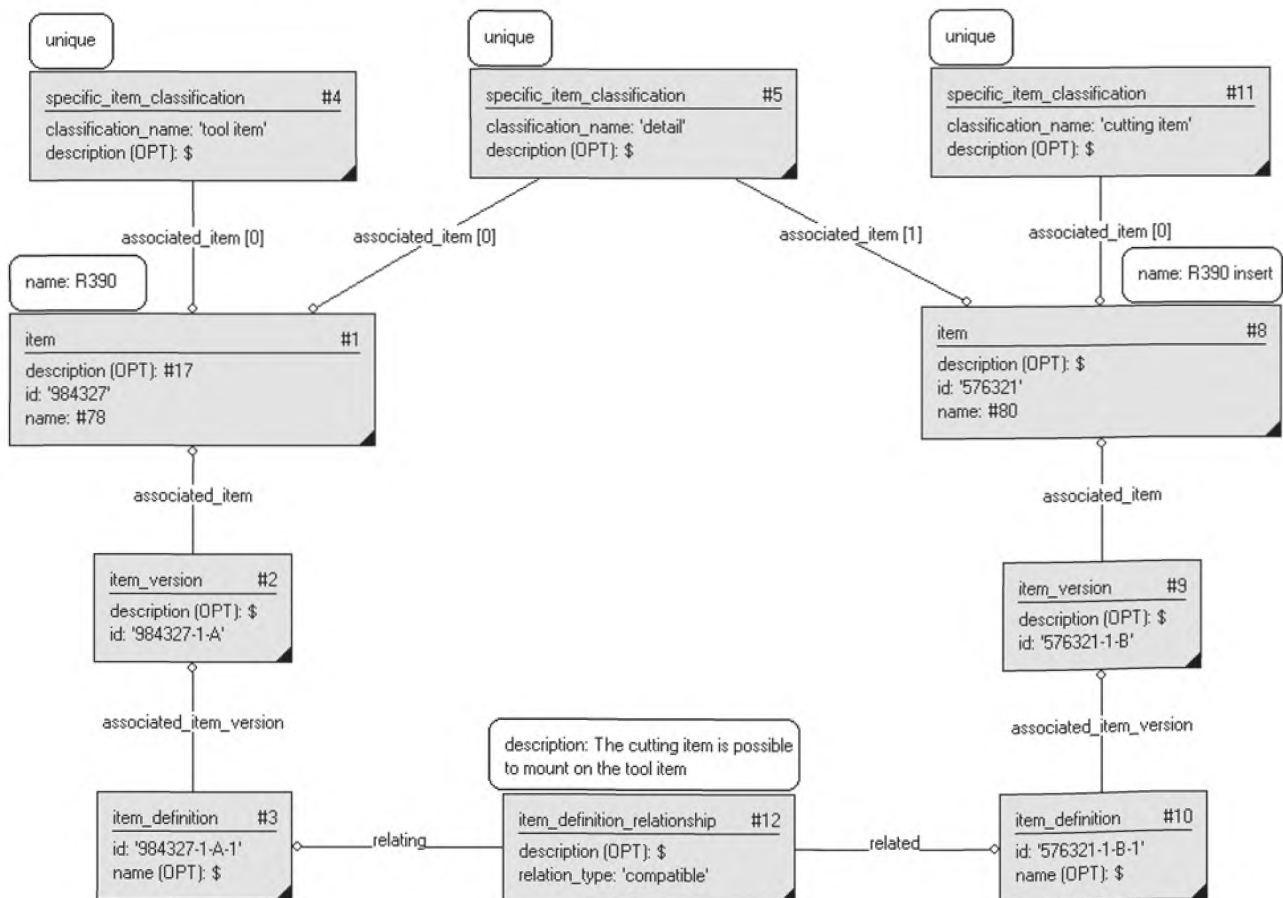 unique
specific_item_classification #4
classification_name: 'tool item'
description (OPT): $
unique
specific_item_classification #5
classification_name: 'detail'
description (OPT): $
unique
specific_item_classification #11
classification_name: 'cutting item'
description (OPT): $
associated_item [0]
associated_item [0]
associated_item [1]
associated_item [0]
name: R390
item #1
description (OPT): #17
id: '984327'
name: #78
name: R390 insert
item #8
description (OPT): $
id: '576321'
name: #80
associated_item
associated_item
item_version #2
description (OPT): $
id: '984327-1-A'
item_version #9
description (OPT): $
id: '576321-1-B'
associated_item_version
associated_item_version
description: The cutting item is possible
to mount on the tool item
item_definition #3
id: '984327-1-A-1'
name (OPT): $
relating
item_definition_relationship #12
description (OPT): $
relation_type: 'compatible'
related
item_definition #10
id: '576321-1-B-1'
name (OPT): $